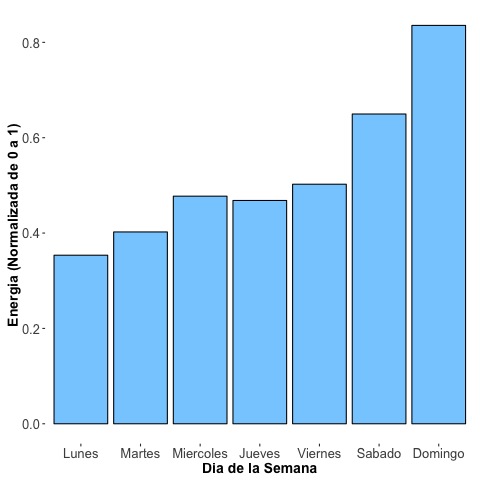 0.8
0.6
0.4
0.2
0.0
Energia (Normalizada de 0 a 1)
Lunes Martes Miercoles Jueves Viernes Sabado Domingo
Dia de la Semana